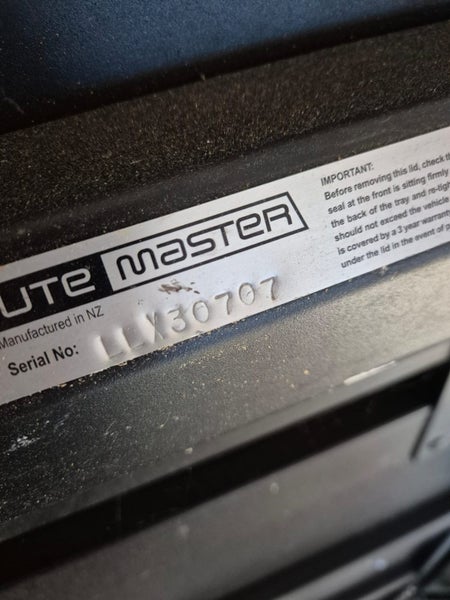 UTE MASTER
Manufactured in NZ
Serial No: LLX30707
IMPORTANT:
Before removing this lid, check the
seal at the front is sitting firmly
the back of the tray and re-tigh
should not exceed the vehicle
is covered by a 3 year warrant
under the lid in the event of p